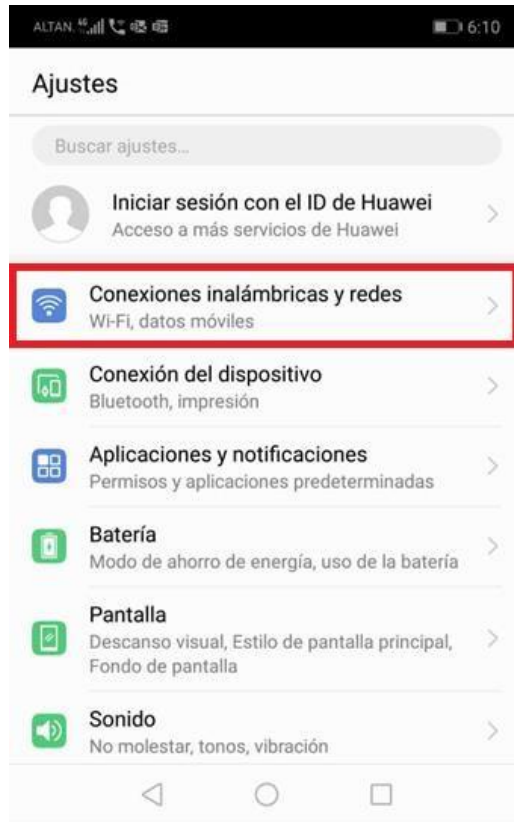 ALTAN. 4G 6:10
Ajustes
Buscar ajustes...
Iniciar sesión con el ID de Huawei
Acceso a más servicios de Huawei
Conexiones inalámbricas y redes
Wi-Fi, datos móviles
Conexión del dispositivo
Bluetooth, impresión
Aplicaciones y notificaciones
Permisos y aplicaciones predeterminadas
Batería
Modo de ahorro de energía, uso de la batería
Pantalla
Descanso visual, Estilo de pantalla principal,
Fondo de pantalla
Sonido
No molestar, tonos, vibración